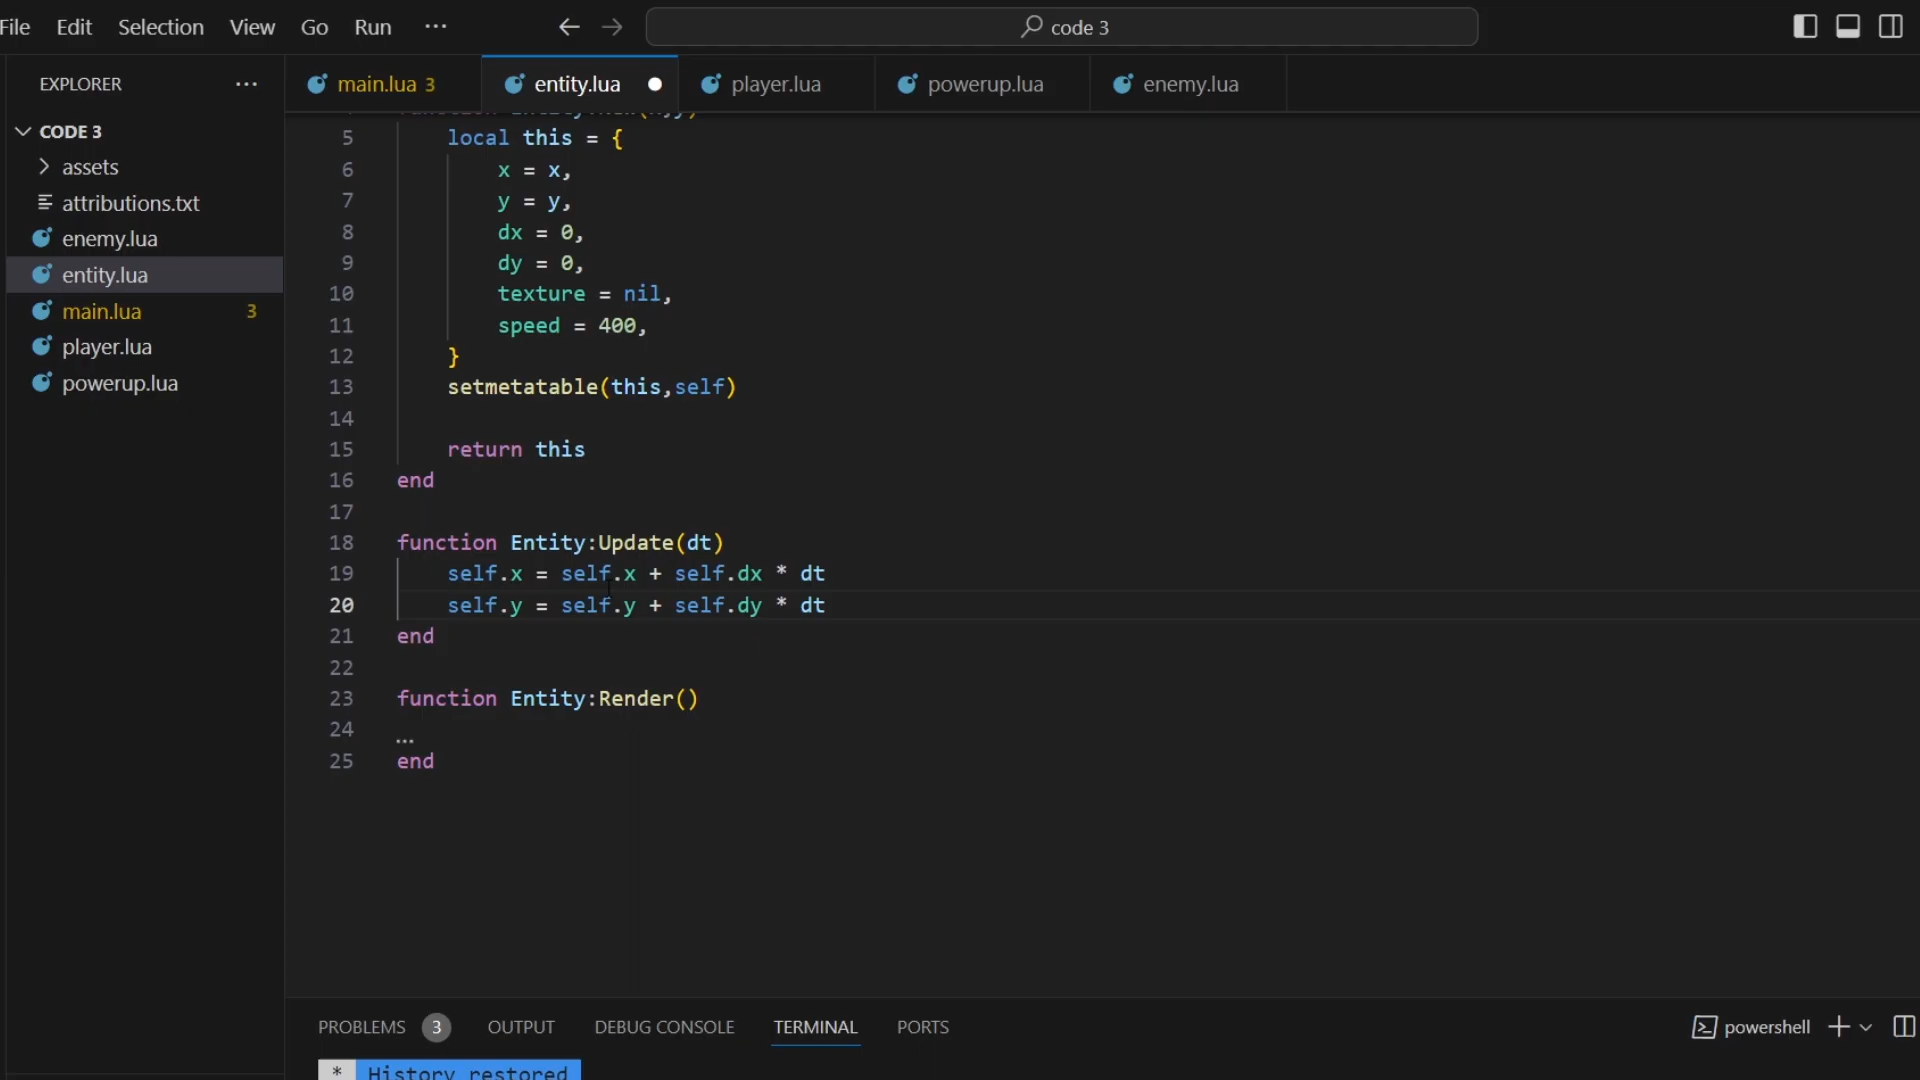 File Edit Selection View Go Run ···
code 3
EXPLORER ···
main.lua 3
entity.lua
player.lua
powerup.lua
enemy.lua
CODE 3
assets
attributions.txt
enemy.lua
entity.lua
main.lua 3
player.lua
powerup.lua
5 local this = {
6 x = x,
7 y = y,
8 dx = 0,
9 dy = 0,
10 texture = nil,
11 speed = 400,
12 }
13 setmetatable(this,self)
14
15 return this
16 end
17
18 function Entity:Update(dt)
19 self.x = self.x + self.dx * dt
20 self.y = self.y + self.dy * dt
21 end
22
23 function Entity:Render()
24
25 end
PROBLEMS 3 OUTPUT DEBUG CONSOLE TERMINAL PORTS
powershell
* History restored